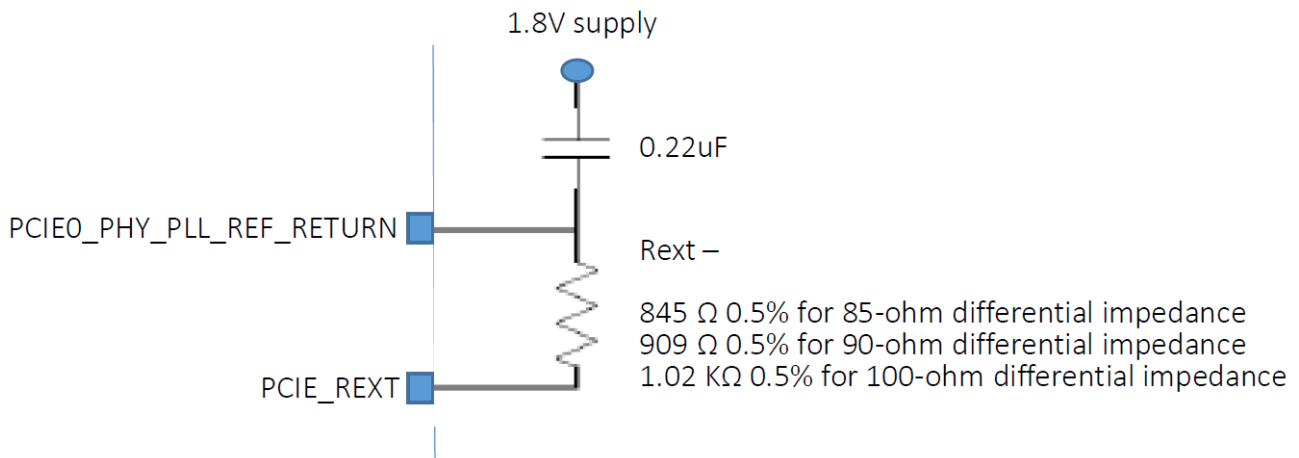 1.8V supply
0.22uF
PCIE0_PHY_PLL_REF_RETURN
Rext –
845 Ω 0.5% for 85-ohm differential impedance
909 Ω 0.5% for 90-ohm differential impedance
1.02 KΩ 0.5% for 100-ohm differential impedance
PCIE_REXT